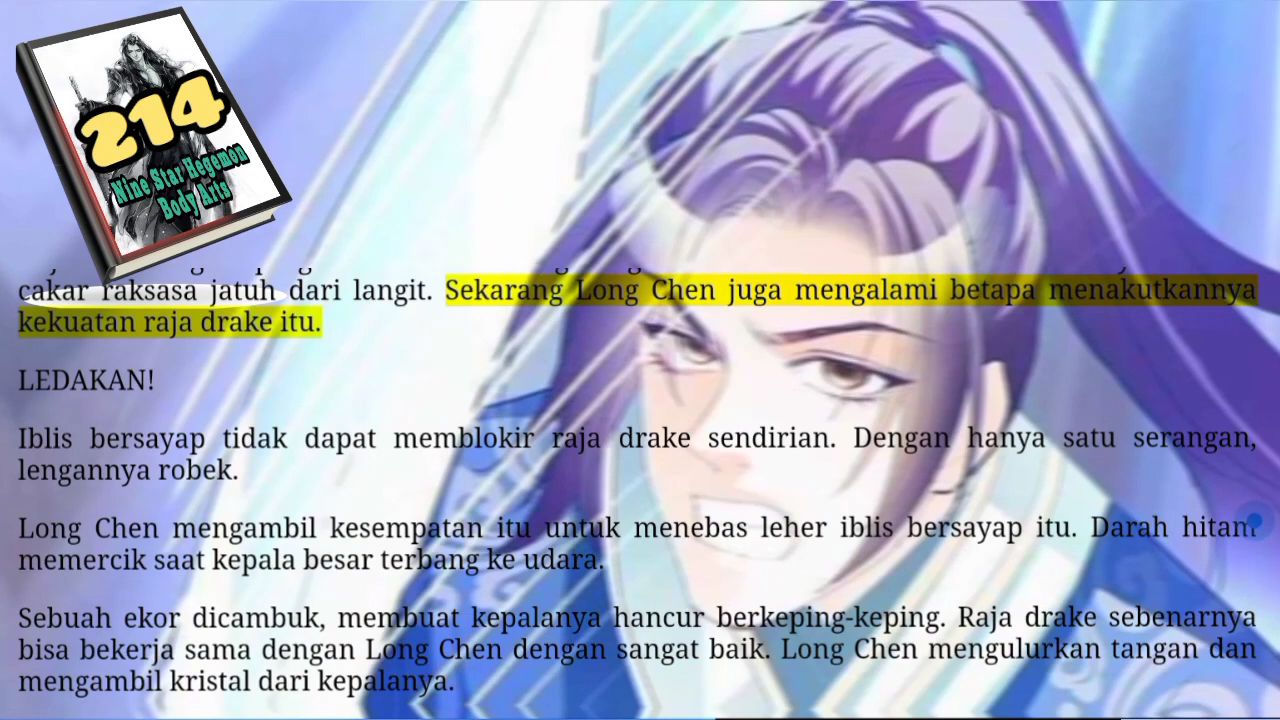 214
Nine Star Hegemon
Body Arts
cakar raksasa jatuh dari langit. Sekarang Long Chen juga mengalami betapa menakutkannya
kekuatan raja drake itu.
LEDAKAN!
Iblis bersayap tidak dapat memblokir raja drake sendirian. Dengan hanya satu serangan,
lengannya robek.
Long Chen mengambil kesempatan itu untuk menebas leher iblis bersayap itu. Darah hitam
memercik saat kepala besar terbang ke udara.
Sebuah ekor dicambuk, membuat kepalanya hancur berkeping-keping. Raja drake sebenarnya
bisa bekerja sama dengan Long Chen dengan sangat baik. Long Chen mengulurkan tangan dan
mengambil kristal dari kepalanya.